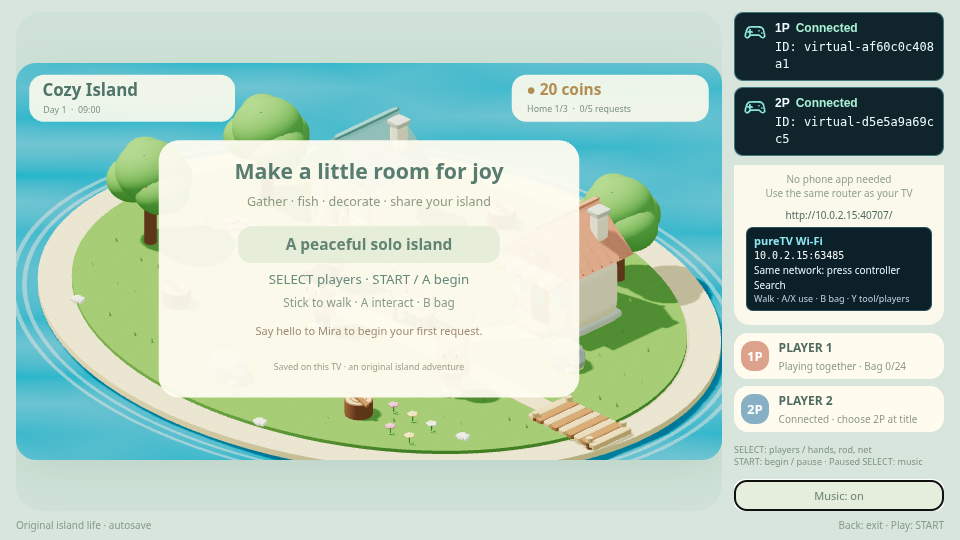 Cozy Island
Day 1 · 09:00
● 20 coins
Home 1/3 · 0/5 requests
Make a little room for joy
Gather · fish · decorate · share your island
A peaceful solo island
SELECT players · START / A begin
Stick to walk · A interact · B bag
Say hello to Mira to begin your first request.
Saved on this TV · an original island adventure
1P Connected
ID: virtual-af60c0c408
a1
2P Connected
ID: virtual-d5e5a9a69c
c5
No phone app needed
Use the same router as your TV
http://10.0.2.15:40707/
pureTV Wi-Fi
10.0.2.15:63485
Same network: press controller
Search
Walk · A/X use · B bag · Y tool/players
1P
PLAYER 1
Playing together · Bag 0/24
2P
PLAYER 2
Connected · choose 2P at title
SELECT: players / hands, rod, net
START: begin / pause · Paused SELECT: music
Music: on
Original island life · autosave
Back: exit · Play: START